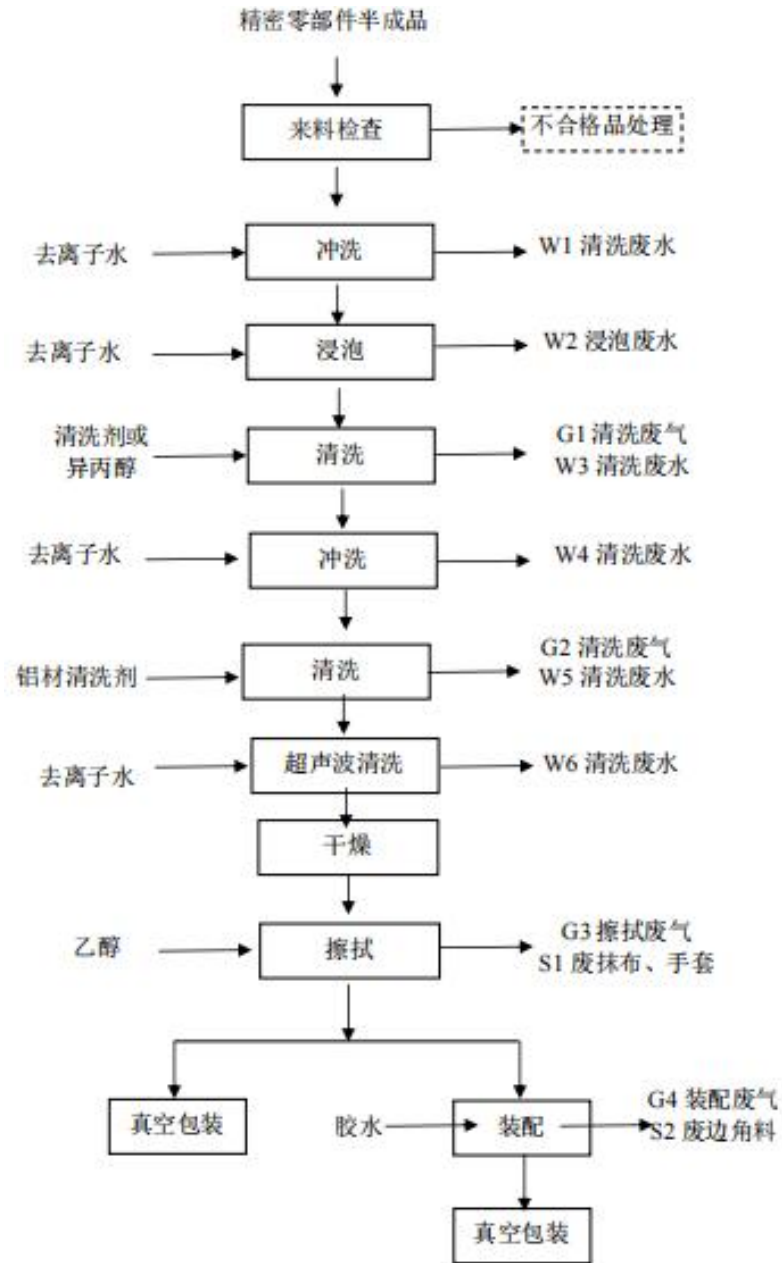 精密零部件半成品
来料检查
不合格品处理
去离子水
冲洗
W1 清洗废水
去离子水
浸泡
W2 浸泡废水
清洗剂或
异丙醇
清洗
G1 清洗废气
W3 清洗废水
去离子水
冲洗
W4 清洗废水
铝材清洗剂
清洗
G2 清洗废气
W5 清洗废水
去离子水
超声波清洗
W6 清洗废水
干燥
乙醇
擦拭
G3 擦拭废气
S1 废抹布、手套
真空包装
胶水
装配
G4 装配废气
S2 废边角料
真空包装